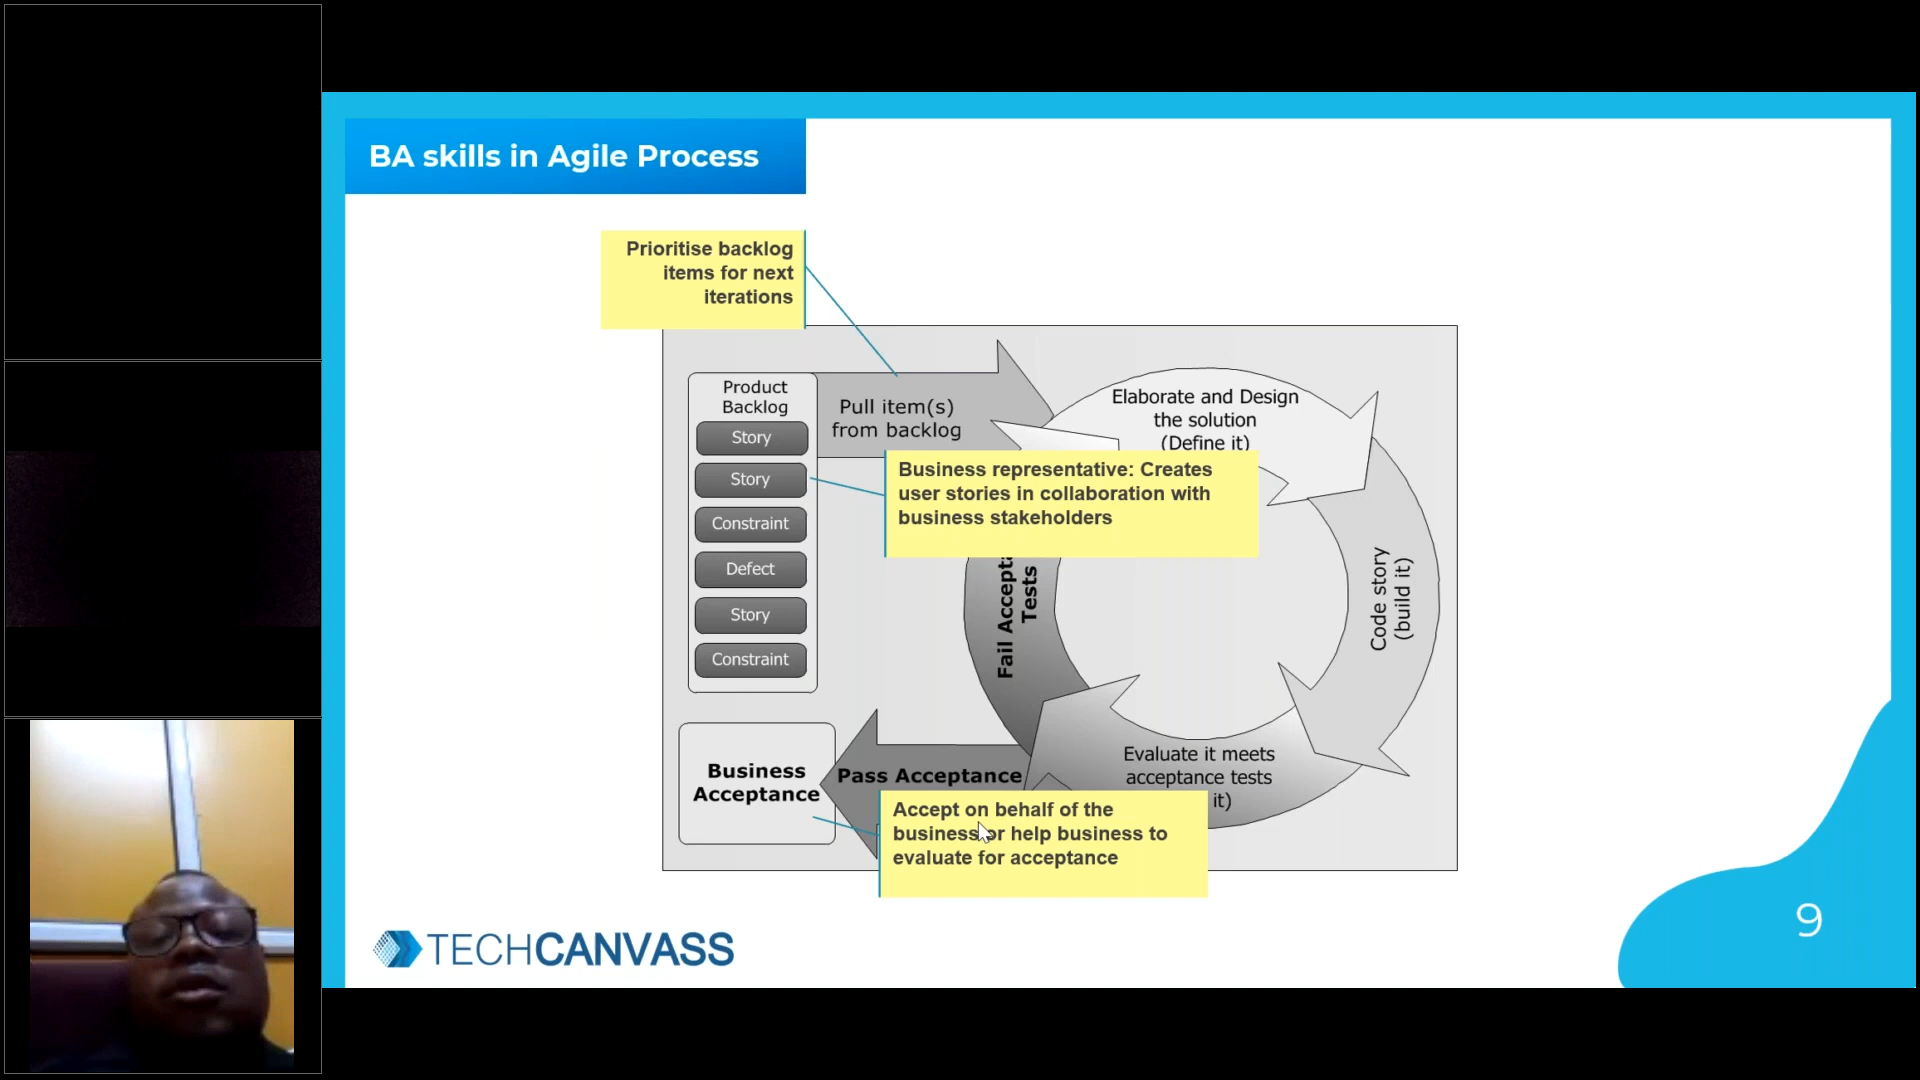 BA skills in Agile Process
Prioritise backlog
items for next
iterations
Product
Backlog
Story
Story
Constraint
Defect
Story
Constraint
Pull item(s)
from backlog
Elaborate and Design
the solution
(Define it)
Business representative: Creates
user stories in collaboration with
business stakeholders
Code story
(build it)
Fail Accepta
Tests
Evaluate it meets
acceptance tests
it)
Pass Acceptance
Business
Acceptance
Accept on behalf of the
business or help business to
evaluate for acceptance
TECHCANVASS
9